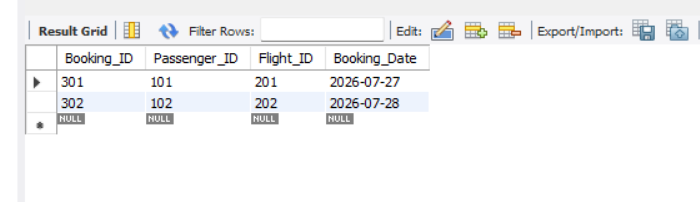 Result Grid Filter Rows: Edit: Export/Import:
Booking_ID Passenger_ID Flight_ID Booking_Date
301 101 201 2026-07-27
302 102 202 2026-07-28
NULL NULL NULL NULL